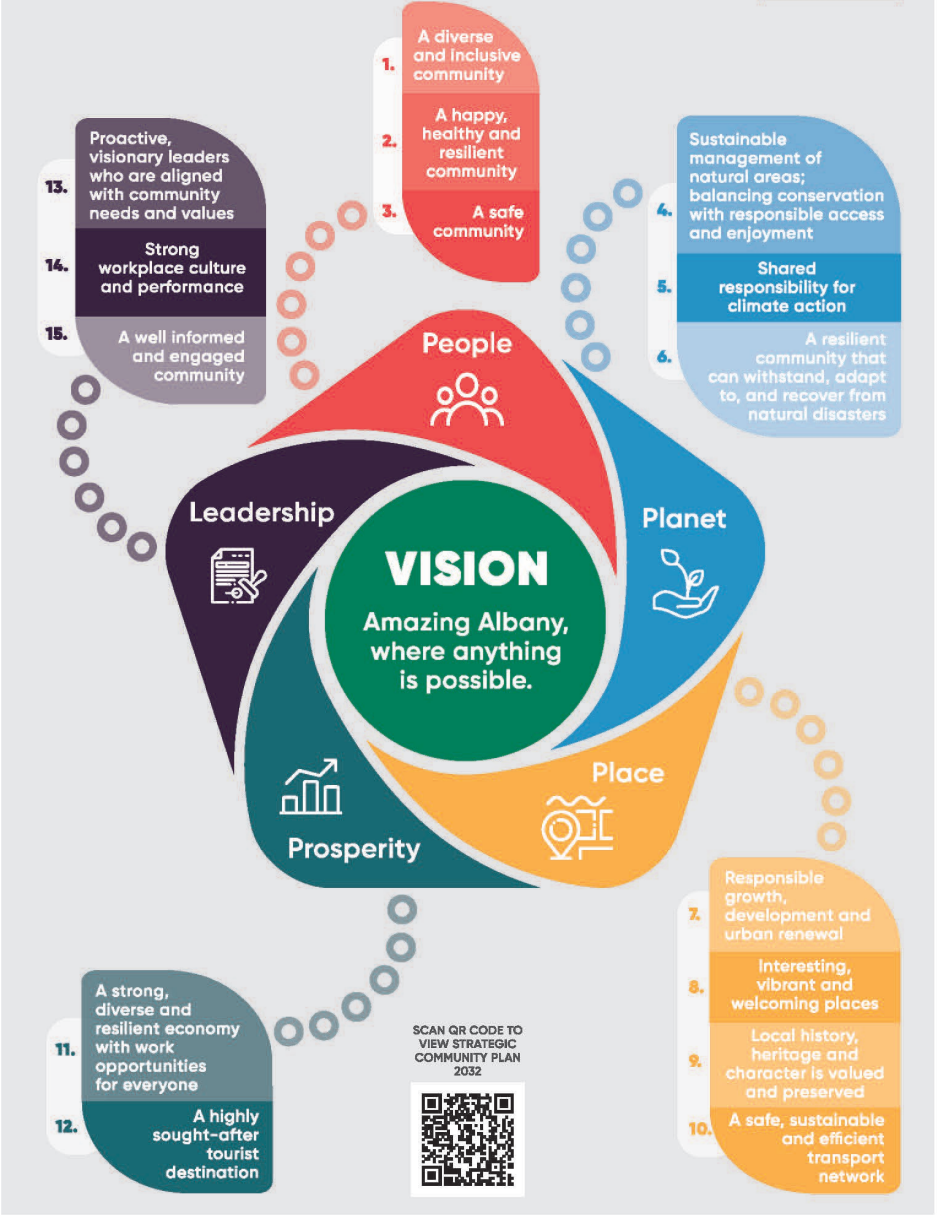 1.
A diverse
and inclusive
community
2.
A happy,
healthy and
resilient
community
3.
A safe
community
13.
Proactive,
visionary leaders
who are aligned
with community
needs and values
14.
Strong
workplace culture
and performance
15.
A well informed
and engaged
community
4.
Sustainable
management of
natural areas;
balancing conservation
with responsible access
and enjoyment
5.
Shared
responsibility for
climate action
6.
A resilient
community that
can withstand, adapt
to, and recover from
natural disasters
People
Leadership
Planet
VISION
Amazing Albany,
where anything
is possible.
Place
Prosperity
7.
Responsible
growth,
development and
urban renewal
8.
Interesting,
vibrant and
welcoming places
9.
Local history,
heritage and
character is valued
and preserved
10.
A safe, sustainable
and efficient
transport
network
11.
A strong,
diverse and
resilient economy
with work
opportunities
for everyone
12.
A highly
sought-after
tourist
destination
SCAN QR CODE TO
VIEW STRATEGIC
COMMUNITY PLAN
2032